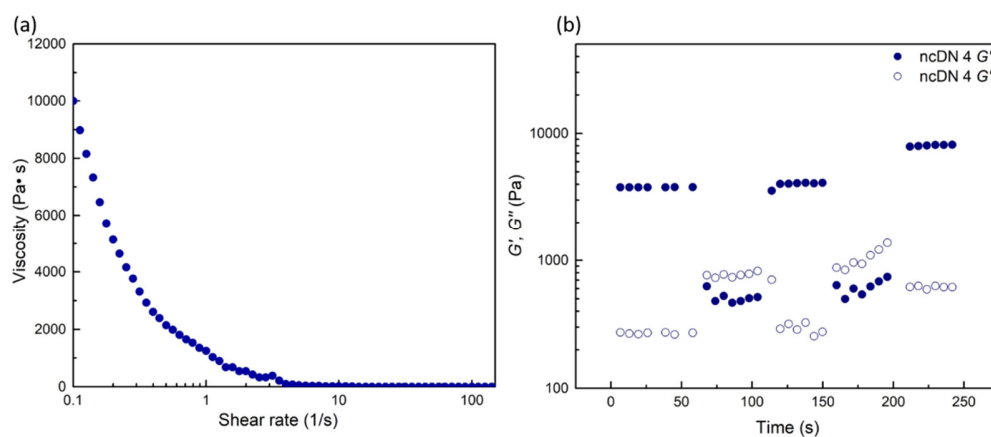 (a)
12000
10000
8000
6000
4000
2000
0
Viscosity (Pa• s)
0.1
1
10
100
Shear rate (1/s)
(b)
ncDN 4 G'
ncDN 4 G'
10000
1000
100
G', G'' (Pa)
0
50
100
150
200
250
Time (s)